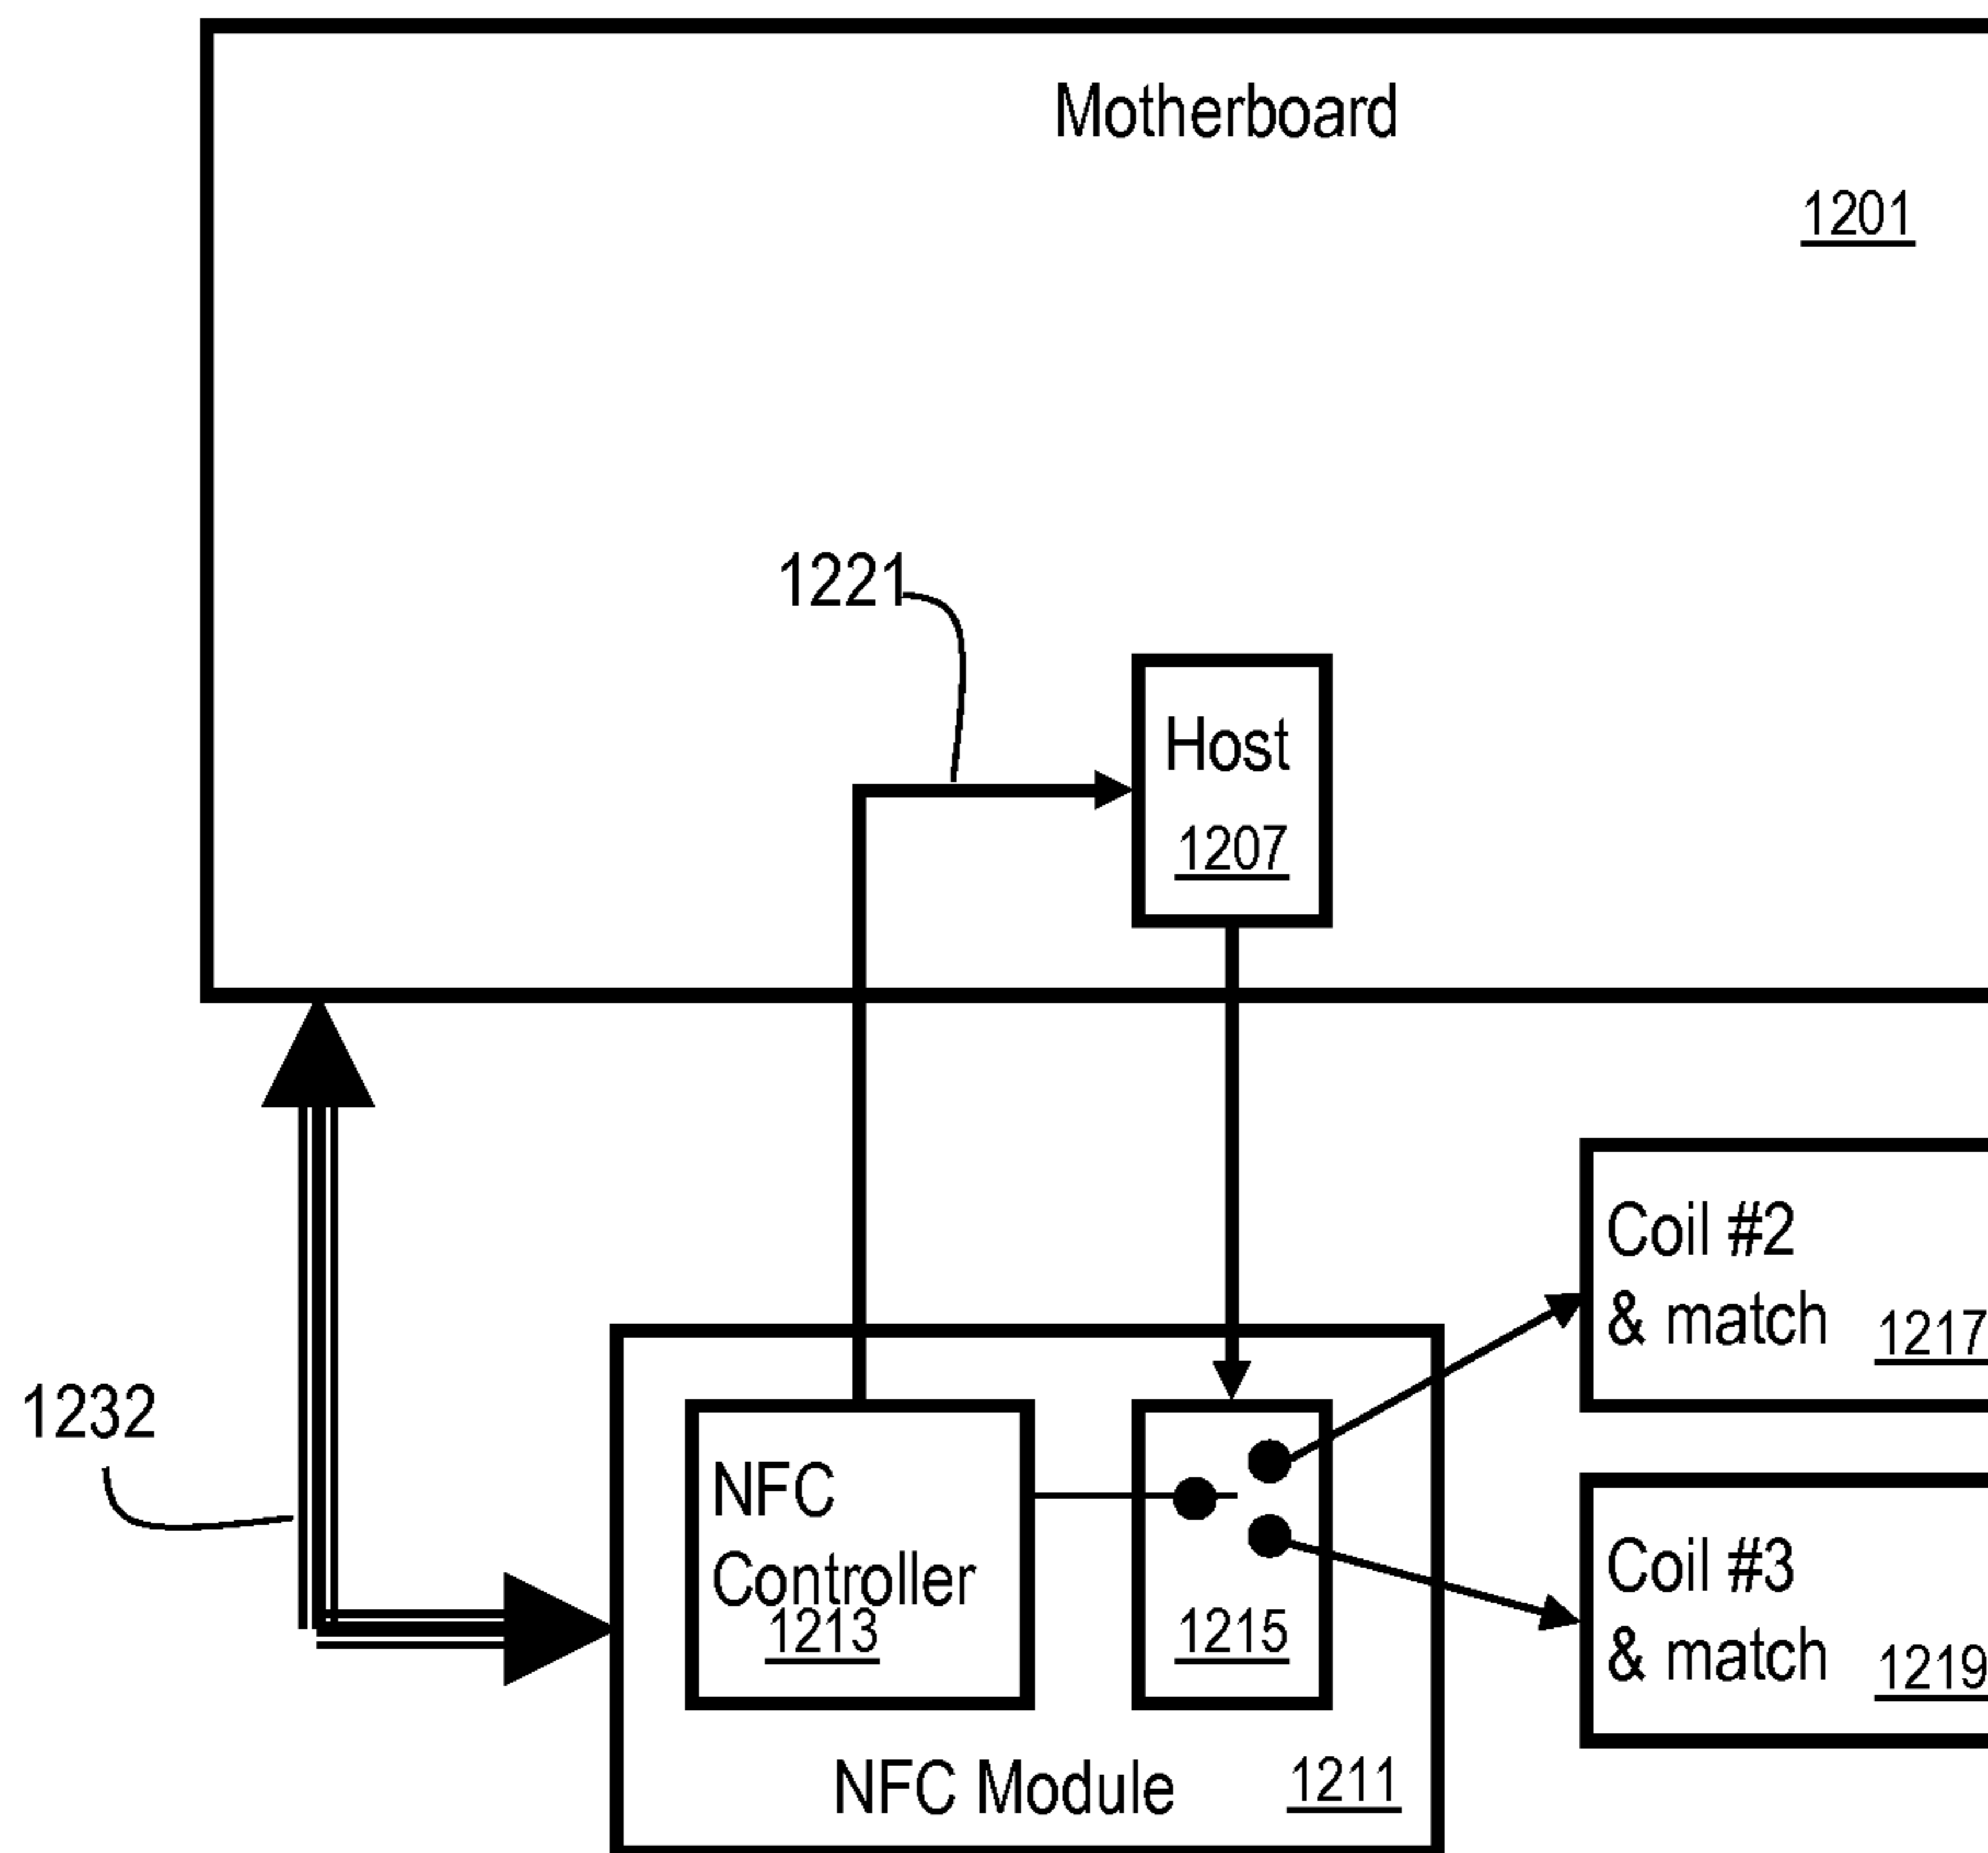 Motherboard
1201
1221
Host
1207
Coil #2
& match 1217
1232
NFC
Controller
1213
1215
Coil #3
& match 1219
NFC Module 1211